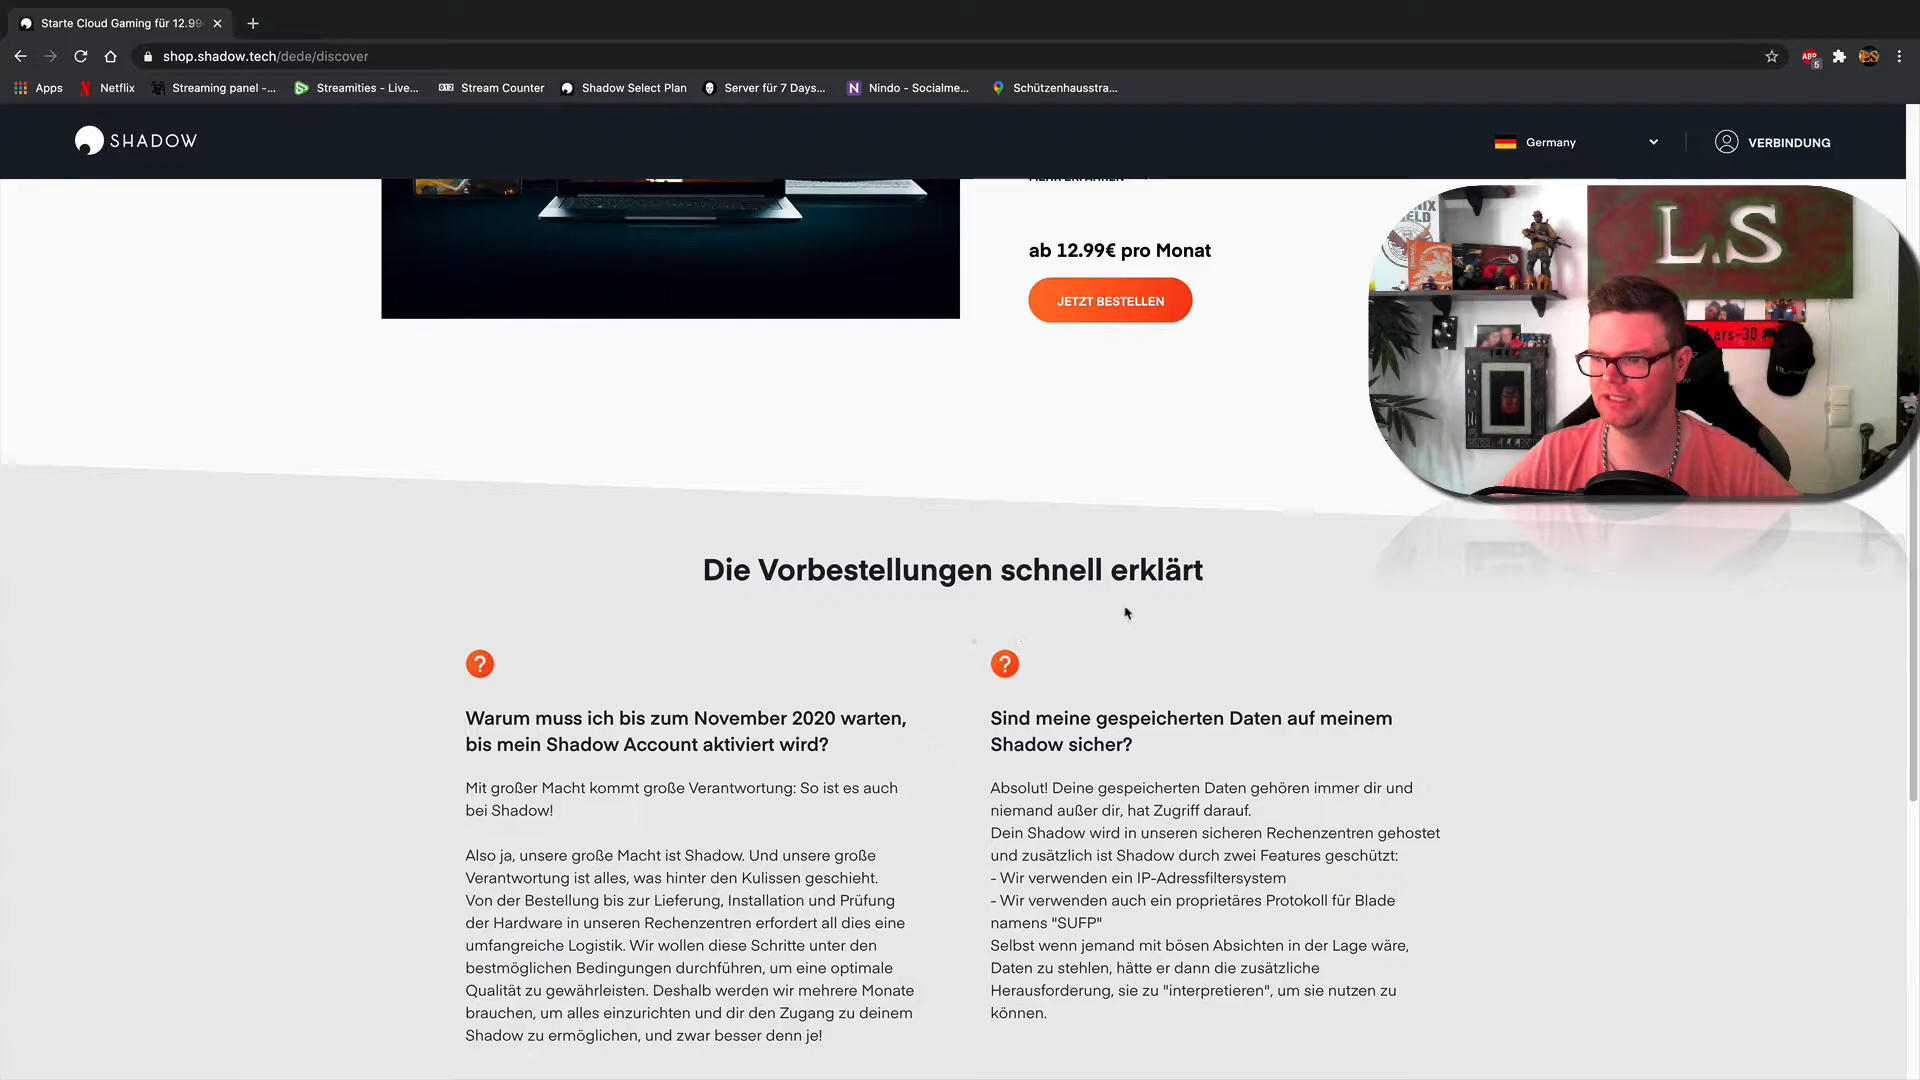 Starte Cloud Gaming für 12.99
shop.shadow.tech/dede/discover
ABP
5
Apps
Netflix
Streaming panel -...
Streamities - Live...
Stream Counter
Shadow Select Plan
Server für 7 Days...
Nindo - Socialme...
Schützenhausstra...
SHADOW
Germany
VERBINDUNG
MEHR ERFAHREN
ab 12.99€ pro Monat
JETZT BESTELLEN
L.S
Lars-30
Die Vorbestellungen schnell erklärt
?
Warum muss ich bis zum November 2020 warten,
bis mein Shadow Account aktiviert wird?
Mit großer Macht kommt große Verantwortung: So ist es auch
bei Shadow!
Also ja, unsere große Macht ist Shadow. Und unsere große
Verantwortung ist alles, was hinter den Kulissen geschieht.
Von der Bestellung bis zur Lieferung, Installation und Prüfung
der Hardware in unseren Rechenzentren erfordert all dies eine
umfangreiche Logistik. Wir wollen diese Schritte unter den
bestmöglichen Bedingungen durchführen, um eine optimale
Qualität zu gewährleisten. Deshalb werden wir mehrere Monate
brauchen, um alles einzurichten und dir den Zugang zu deinem
Shadow zu ermöglichen, und zwar besser denn je!
?
Sind meine gespeicherten Daten auf meinem
Shadow sicher?
Absolut! Deine gespeicherten Daten gehören immer dir und
niemand außer dir, hat Zugriff darauf.
Dein Shadow wird in unseren sicheren Rechenzentren gehostet
und zusätzlich ist Shadow durch zwei Features geschützt:
- Wir verwenden ein IP-Adressfiltersystem
- Wir verwenden auch ein proprietäres Protokoll für Blade
namens "SUFP"
Selbst wenn jemand mit bösen Absichten in der Lage wäre,
Daten zu stehlen, hätte er dann die zusätzliche
Herausforderung, sie zu "interpretieren", um sie nutzen zu
können.